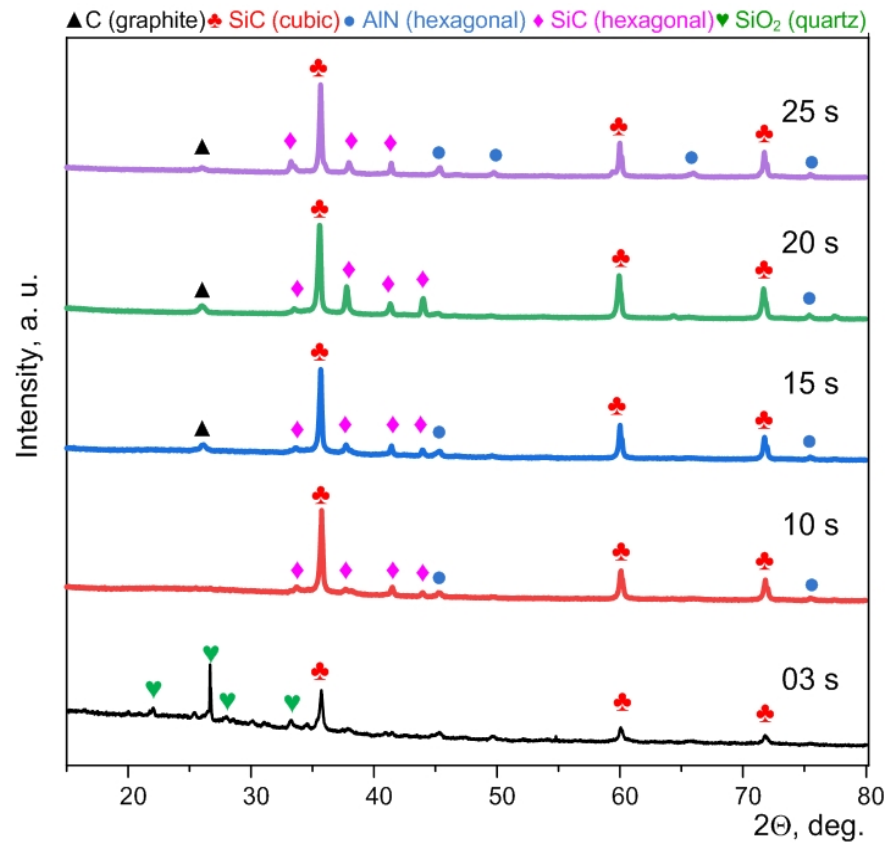 ▲C (graphite)♣SiC (cubic)●AlN (hexagonal)♦SiC (hexagonal)♥SiO₂ (quartz)
25 s
20 s
15 s
10 s
03 s
Intensity, a. u.
20 30 40 50 60 70 80
2Θ, deg.